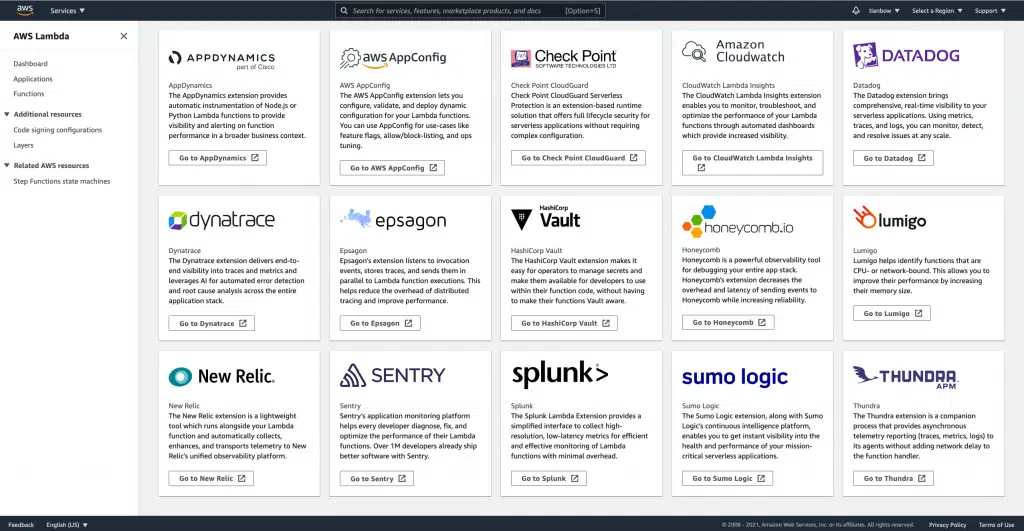 aws
Services
Search for services, features, marketplace products, and docs
[Option+S]
tianbow
Select a Region
Support
AWS Lambda
Dashboard
Applications
Functions
Additional resources
Code signing configurations
Layers
Related AWS resources
Step Functions state machines
APPDYNAMICS
part of Cisco
AppDynamics
The AppDynamics extension provides
automatic instrumentation of Node.js or
Python Lambda functions to provide
visibility and alerting on function
performance in a broader business context.
Go to AppDynamics
aws AppConfig
AWS AppConfig
The AWS AppConfig extension lets you
configure, validate, and deploy dynamic
configuration for your Lambda functions.
You can use AppConfig for use-cases like
feature flags, allow/block-listing, and ops
tuning.
Go to AWS AppConfig
Check Point
SOFTWARE TECHNOLOGIES LTD
Check Point CloudGuard
Check Point CloudGuard Serverless
Protection is an extension-based runtime
solution that offers full lifecycle security for
serverless applications without requiring
complex configuration.
Go to Check Point CloudGuard
Amazon
Cloudwatch
CloudWatch Lambda Insights
The CloudWatch Lambda Insights extension
enables you to monitor, troubleshoot, and
optimize the performance of your Lambda
functions through automated dashboards
which provide increased visibility.
Go to CloudWatch Lambda Insights
DATADOG
Datadog
The Datadog extension brings
comprehensive, real-time visibility to your
serverless applications. Using metrics,
traces, and logs, you can monitor, detect,
and resolve issues at any scale.
Go to Datadog
dynatrace
Dynatrace
The Dynatrace extension delivers end-to-
end visibility into traces and metrics and
leverages AI for automated error detection
and root cause analysis across the entire
application stack.
Go to Dynatrace
epsagon
Epsagon
Epsagon's extension listens to invocation
events, stores traces, and sends them in
parallel to Lambda function executions. This
helps reduce the overhead of distributed
tracing and improve performance.
Go to Epsagon
HashiCorp
Vault
HashiCorp Vault
The HashiCorp Vault extension makes it
easy for operators to manage secrets and
make them available for developers to use
within their function code, without having
to make their functions Vault aware.
Go to HashiCorp Vault
honeycomb.io
Honeycomb
Honeycomb is a powerful observability tool
for debugging your entire app stack.
Honeycomb's extension decreases the
overhead and latency of sending events to
Honeycomb while increasing reliability.
Go to Honeycomb
lumigo
Lumigo
Lumigo helps identify functions that are
CPU- or network-bound. This allows you to
improve their performance by increasing
their memory size.
Go to Lumigo
New Relic.
New Relic
The New Relic extension is a lightweight
tool which runs alongside your Lambda
function and automatically collects,
enhances, and transports telemetry to New
Relic's unified observability platform.
Go to New Relic
SENTRY
Sentry
Sentry's application monitoring platform
helps every developer diagnose, fix, and
optimize the performance of their Lambda
functions. Over 1M developers already ship
better software with Sentry.
Go to Sentry
splunk>
Splunk
The Splunk Lambda Extension provides a
simplified interface to collect high-
resolution, low-latency metrics for efficient
and effective monitoring of Lambda
functions with minimal overhead.
Go to Splunk
sumo logic
Sumo Logic
The Sumo Logic extension, along with Sumo
Logic's continuous intelligence platform,
enables you to get instant visibility into the
health and performance of your mission-
critical serverless applications.
Go to Sumo Logic
THUNDRA
APM
Thundra
The Thundra extension is a companion
process that provides asynchronous
telemetry reporting (traces, metrics, logs) to
its agents without adding network delay to
the function handler.
Go to Thundra
Feedback
English (US)
© 2008 - 2021, Amazon Web Services, Inc. or its affiliates. All rights reserved.
Privacy Policy
Terms of Use